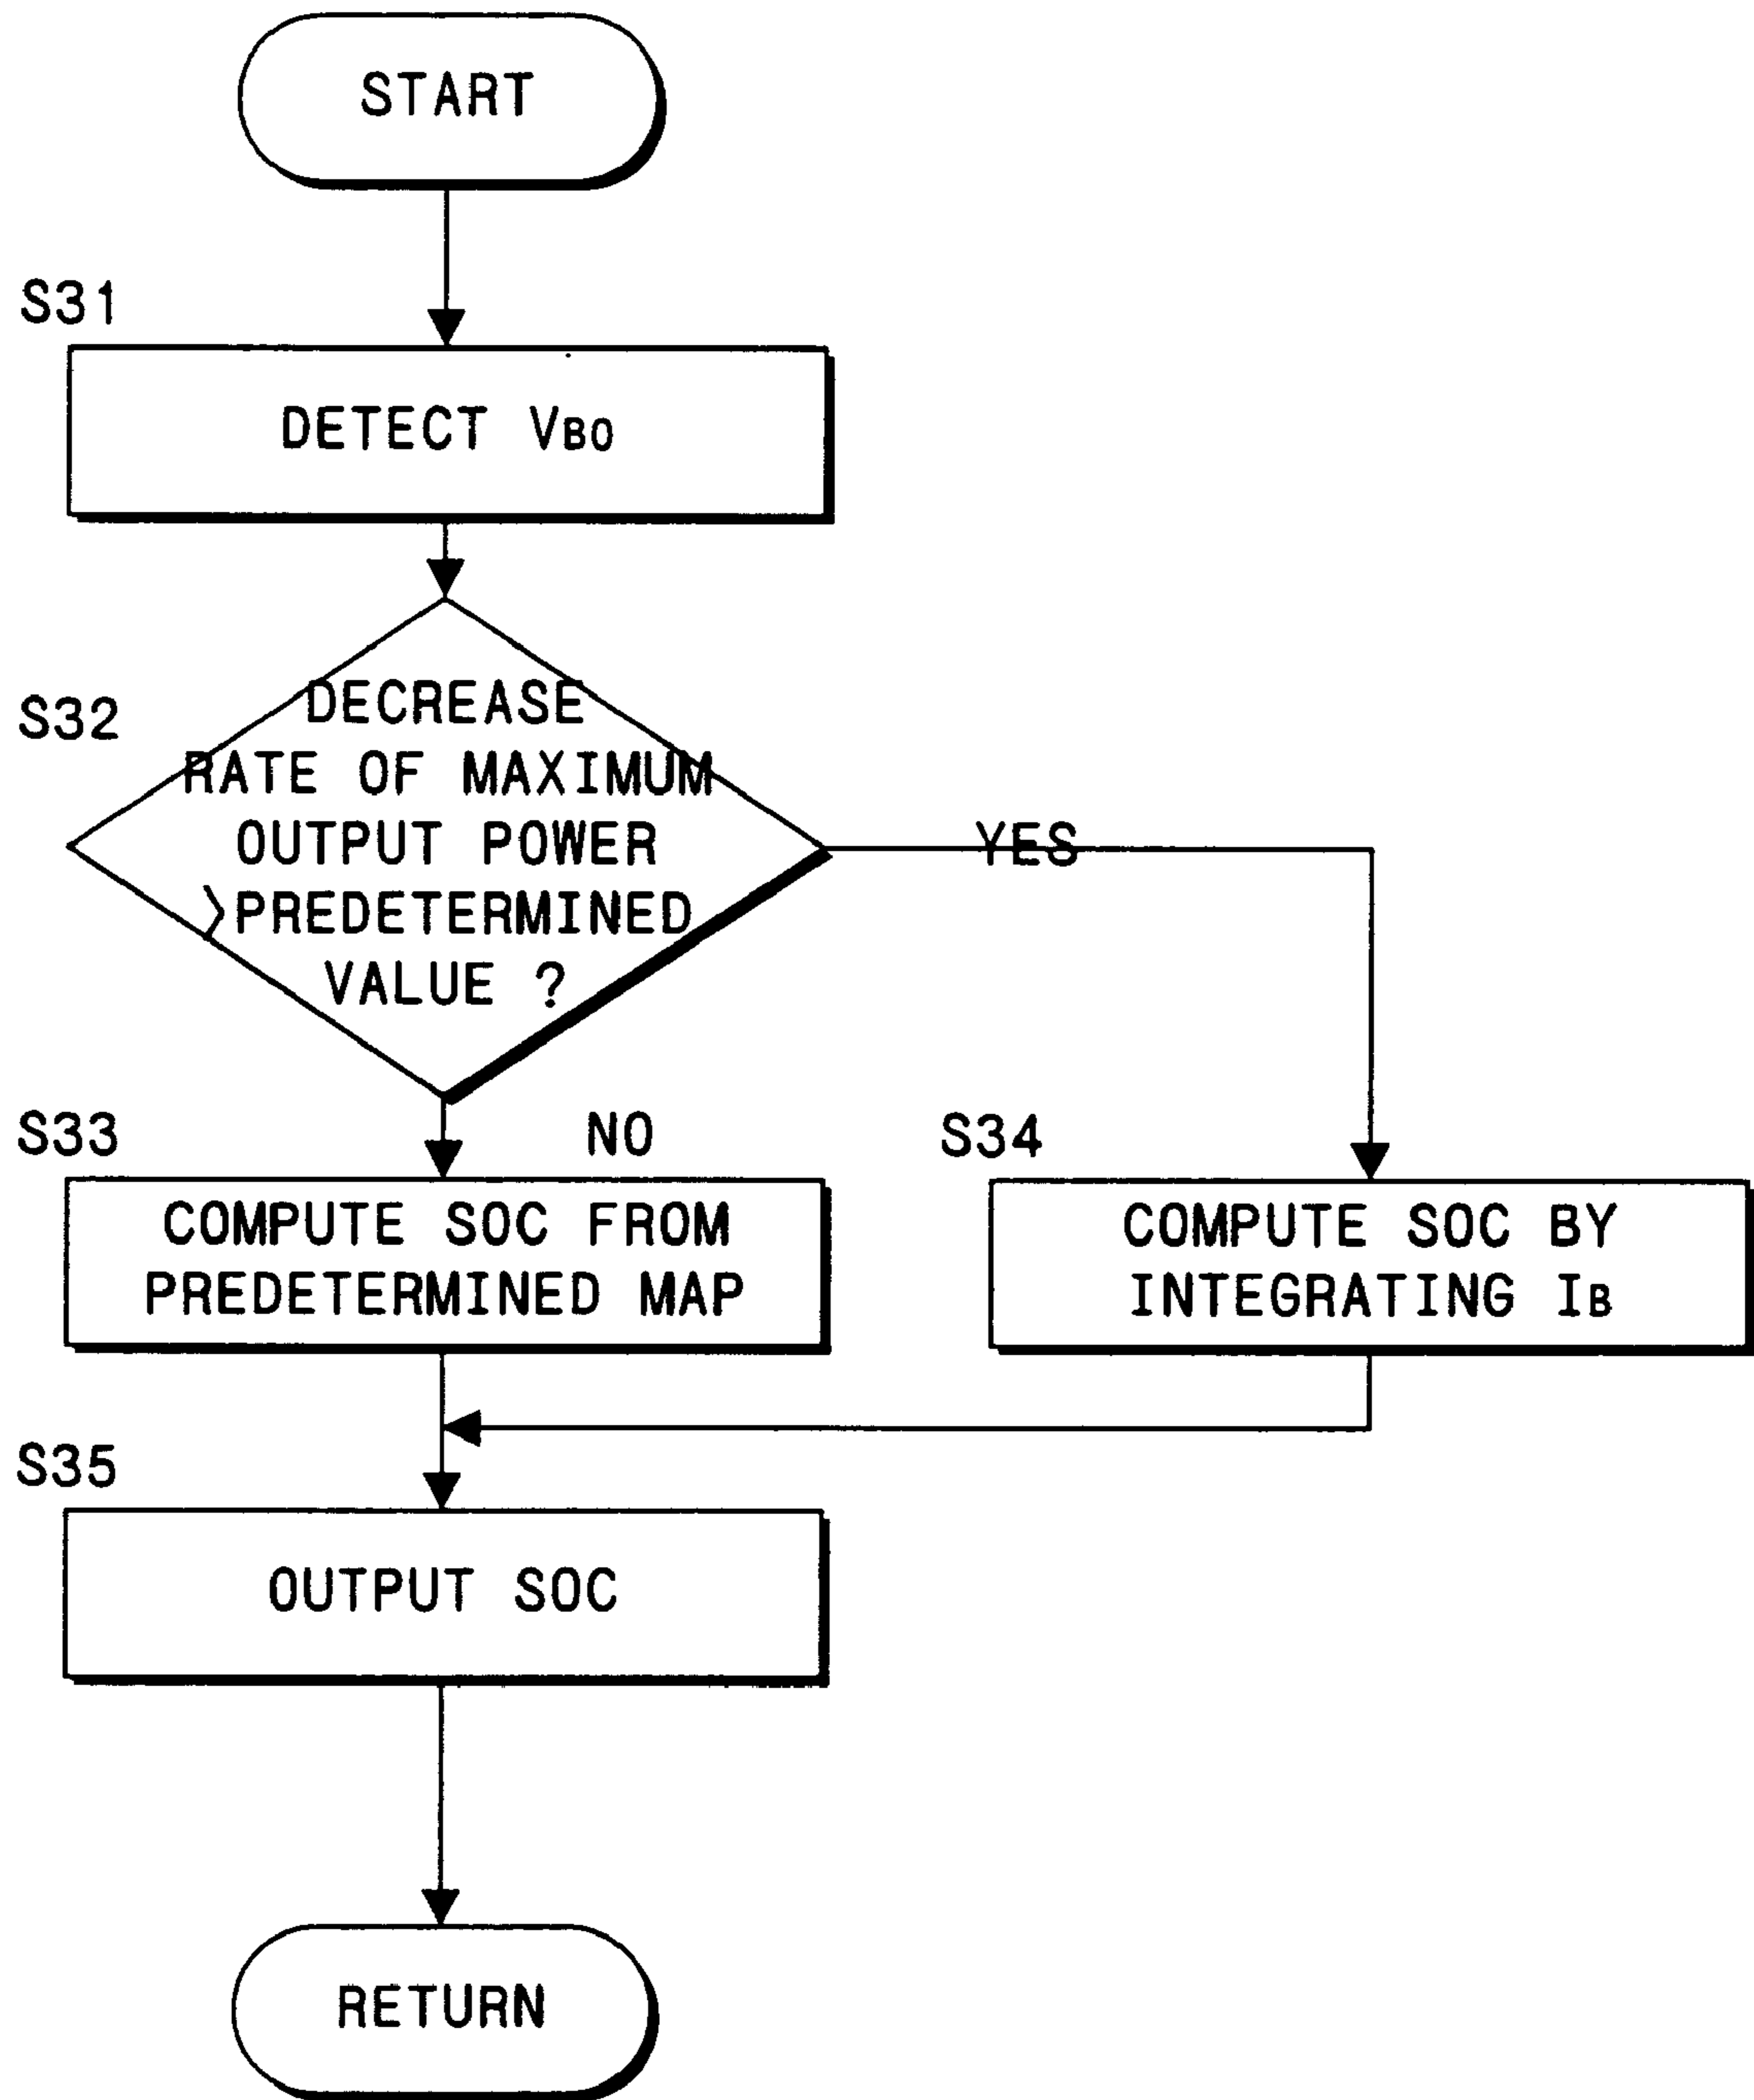 START
S31
DETECT VBO
S32
DECREASE
RATE OF MAXIMUM
OUTPUT POWER
>PREDETERMINED
VALUE ?
YES
S33
NO
S34
COMPUTE SOC FROM
PREDETERMINED MAP
COMPUTE SOC BY
INTEGRATING IB
S35
OUTPUT SOC
RETURN